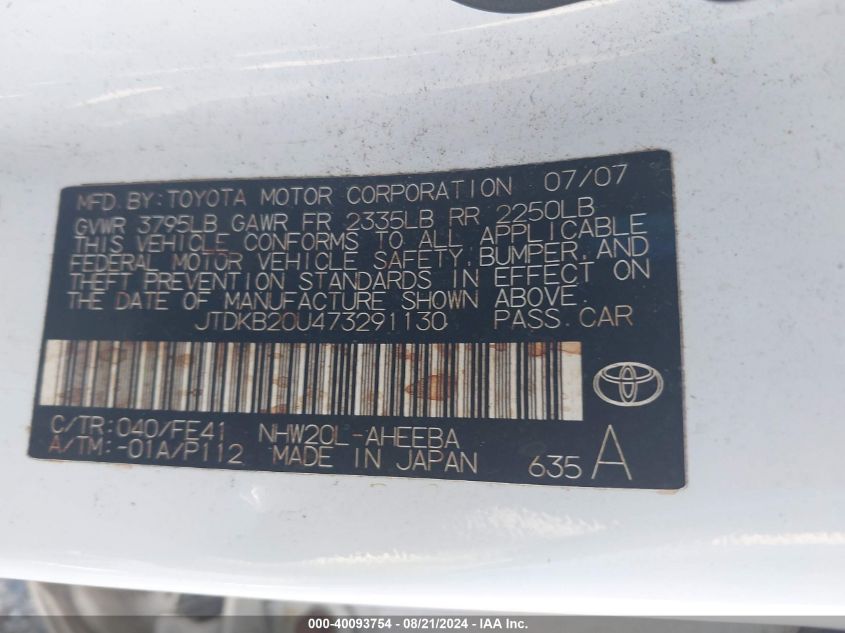 MFD. BY: TOYOTA MOTOR CORPORATION 07/07
GVWR 3795LB GAWR FR 2335LB RR 2250LB
THIS VEHICLE CONFORMS TO ALL APPLICABLE
FEDERAL MOTOR VEHICLE SAFETY, BUMPER, AND
THEFT PREVENTION STANDARDS IN EFFECT ON
THE DATE OF MANUFACTURE SHOWN ABOVE.
JTDKB20U473291130 PASS. CAR
C/TR: 040/FE41 NHW20L-AHEEBA
A/TM: -01A/P112 MADE IN JAPAN 635 A
000-40093754 - 08/21/2024 - IAA Inc.